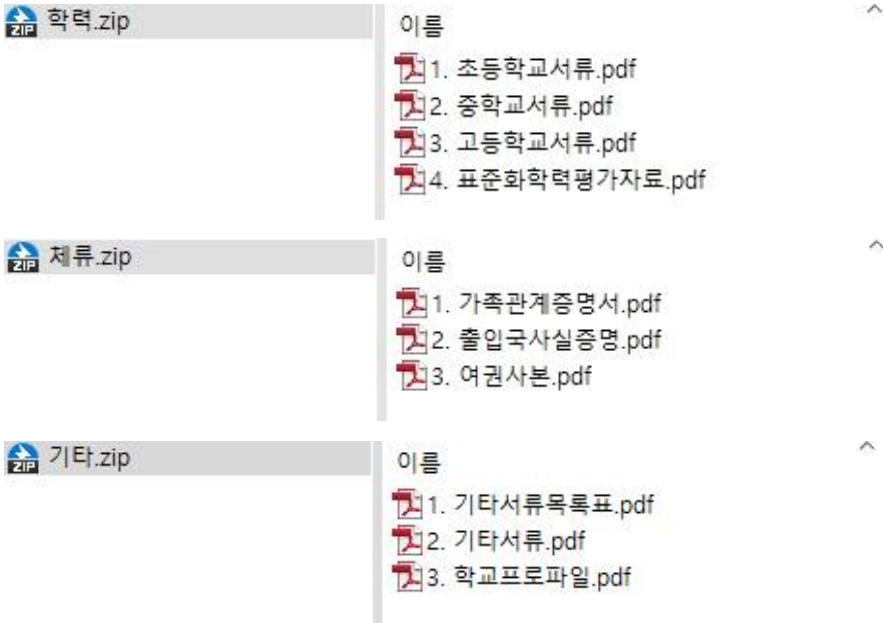 학력.zip
이름
1. 초등학교서류.pdf
2. 중학교서류.pdf
3. 고등학교서류.pdf
4. 표준화학력평가자료.pdf
체류.zip
이름
1. 가족관계증명서.pdf
2. 출입국사실증명.pdf
3. 여권사본.pdf
기타.zip
이름
1. 기타서류목록표.pdf
2. 기타서류.pdf
3. 학교프로파일.pdf